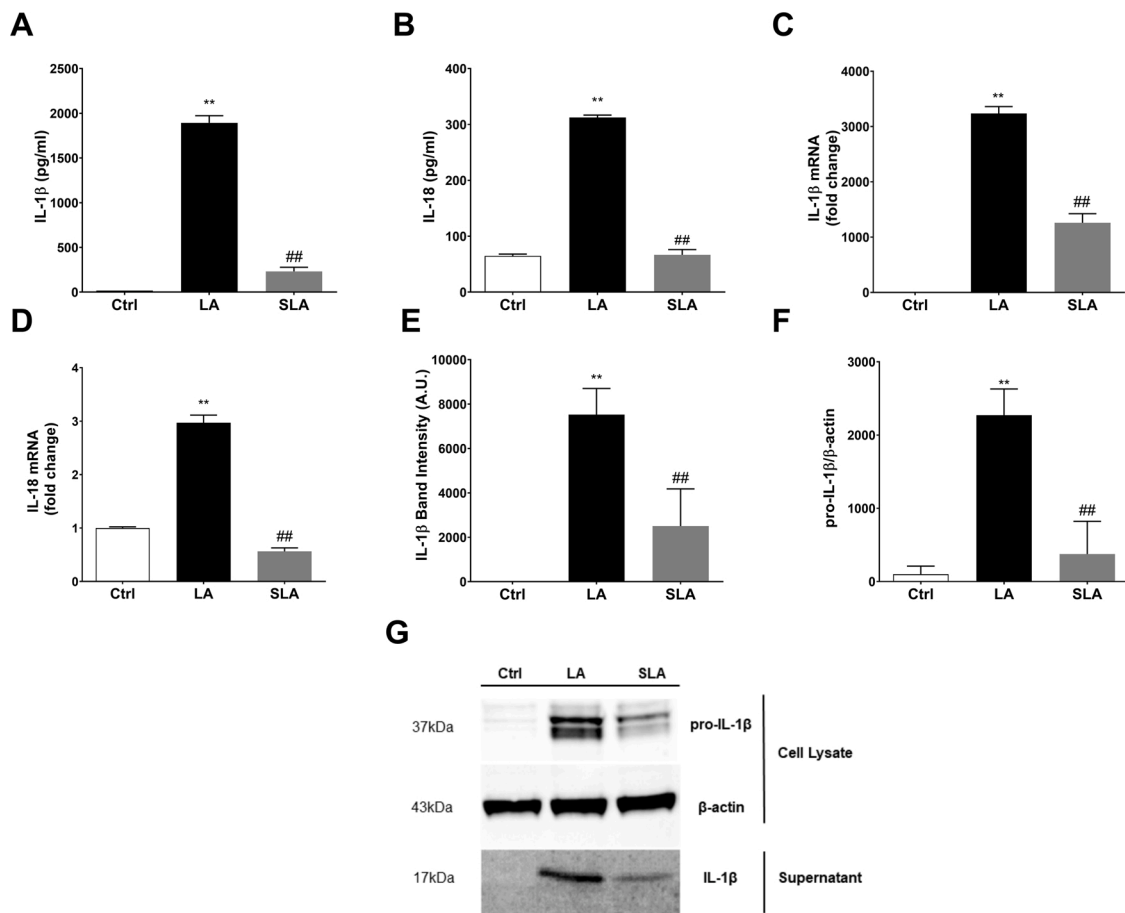 A
IL-1β (pg/ml)
2500
2000
1500
1000
500
0
**
##
Ctrl LA SLA
B
IL-18 (pg/ml)
400
300
200
100
0
**
##
Ctrl LA SLA
C
IL-1β mRNA
(fold change)
4000
3000
2000
1000
0
**
##
Ctrl LA SLA
D
IL-18 mRNA
(fold change)
4
3
2
1
0
**
##
Ctrl LA SLA
E
IL-1β Band Intensity (A.U.)
10000
8000
6000
4000
2000
0
**
##
Ctrl LA SLA
F
pro-IL-1β/β-actin
3000
2000
1000
0
**
##
Ctrl LA SLA
G
Ctrl LA SLA
37kDa pro-IL-1β
Cell Lysate
43kDa β-actin
17kDa IL-1β Supernatant